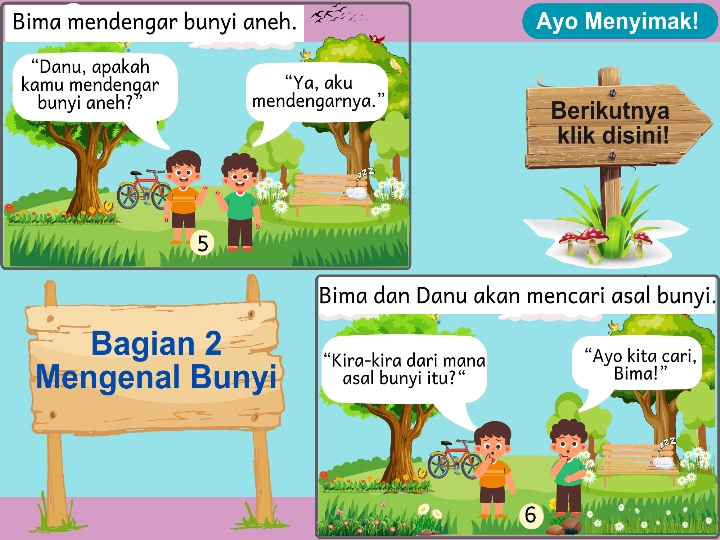 Bima mendengar bunyi aneh.
"Danu, apakah
kamu mendengar
bunyi aneh?"
"Ya, aku
mendengarnya."
zzz
5
Ayo Menyimak!
Berikutnya
klik disini!
Bagian 2
Mengenal Bunyi
Bima dan Danu akan mencari asal bunyi.
"Kira-kira dari mana
asal bunyi itu?"
"Ayo kita cari,
Bima!"
zzz
6